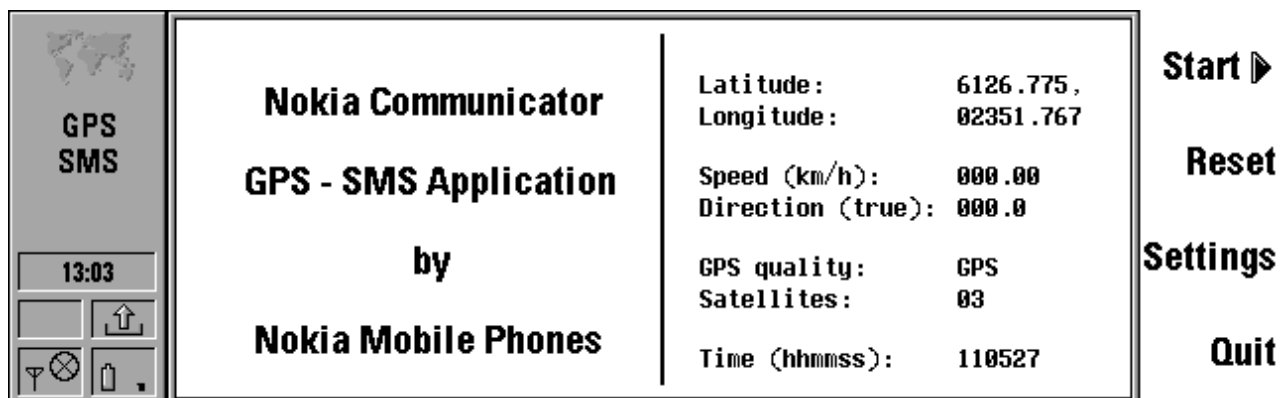 GPS
SMS
13:03
Nokia Communicator
GPS - SMS Application
by
Nokia Mobile Phones
Latitude: 6126.775,
Longitude: 02351.767
Speed (km/h): 000.00
Direction (true): 000.0
GPS quality: GPS
Satellites: 03
Time (hhmmss): 110527
Start
Reset
Settings
Quit